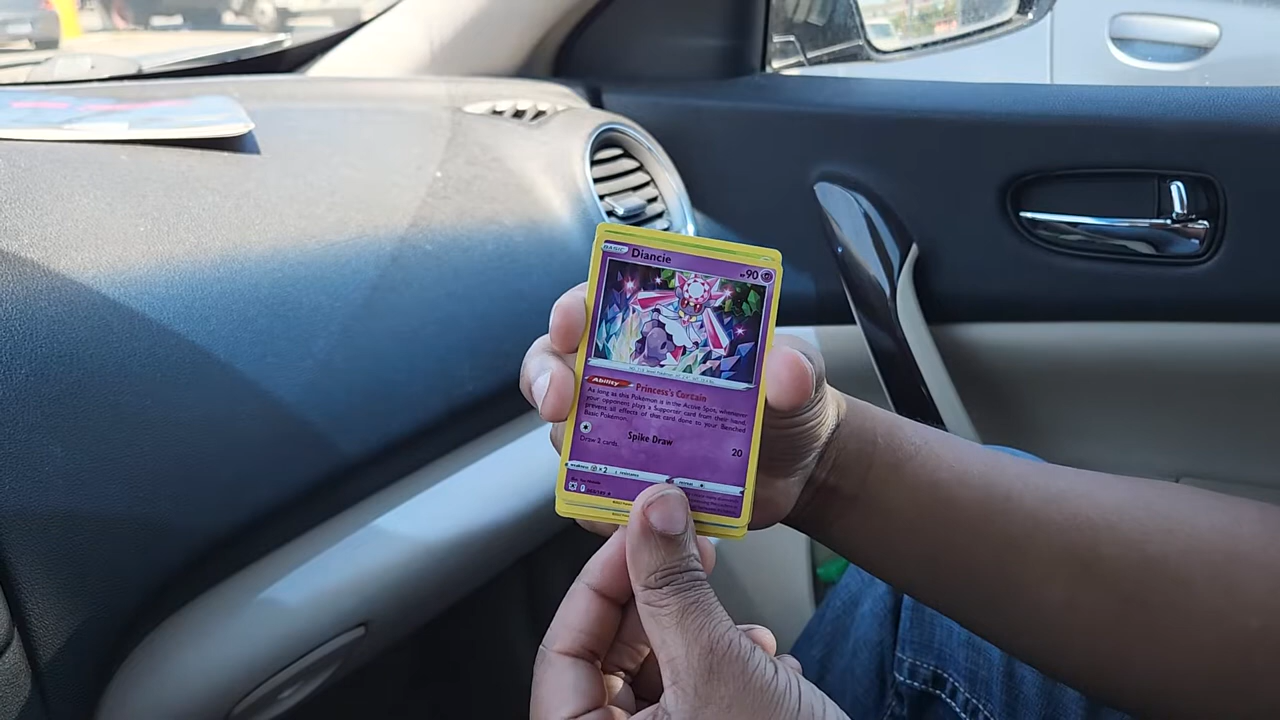 BASIC Diancie HP 90
Ability Princess's Curtain
As long as this Pokémon is in the Active Spot, whenever
your opponent plays a Supporter card from their hand,
prevent all effects of that card done to your Benched
Basic Pokémon.
Spike Draw 20
Draw 2 cards.
weakness ×2 resistance retreat